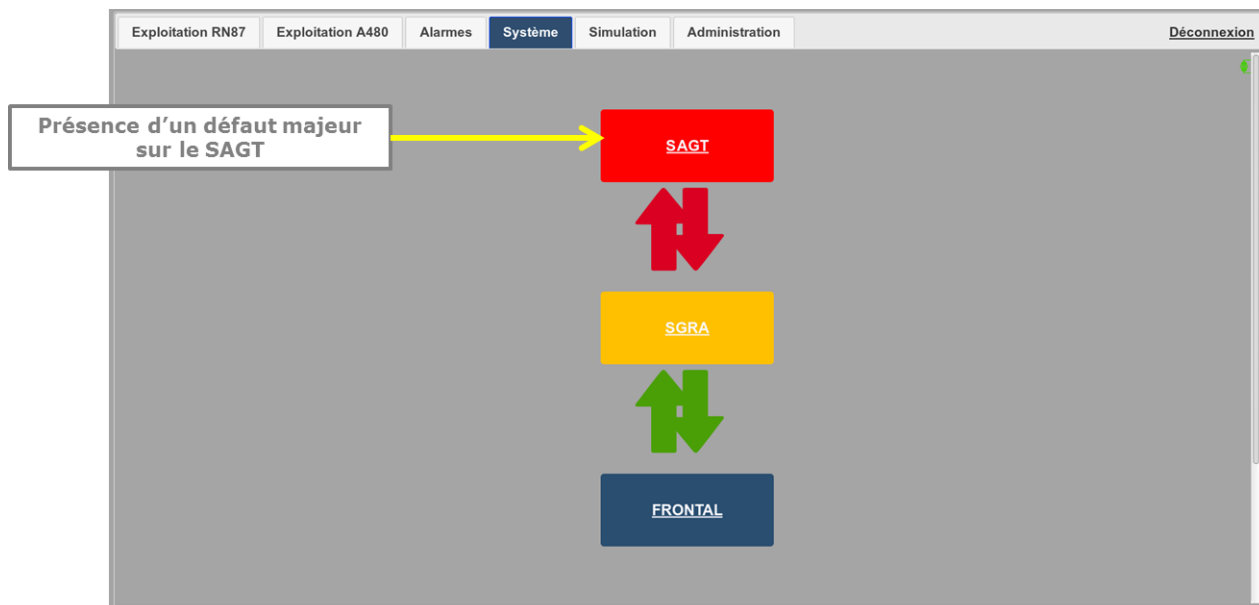 Exploitation RN87 Exploitation A480 Alarmes Système Simulation Administration Déconnexion
Présence d’un défaut majeur
sur le SAGT
SAGT
SGRA
FRONTAL